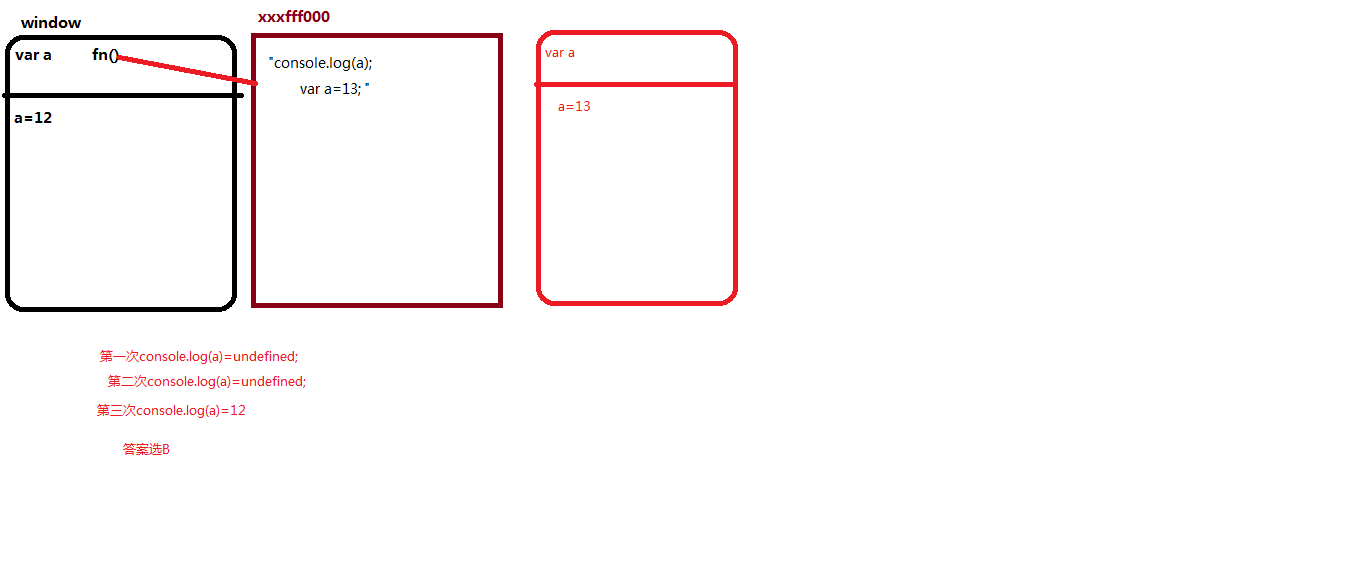 window
var a fn()
a=12
xxxfff000
"console.log(a);
var a=13; "
var a
a=13
第一次console.log(a)=undefined;
第二次console.log(a)=undefined;
第三次console.log(a)=12
答案选B